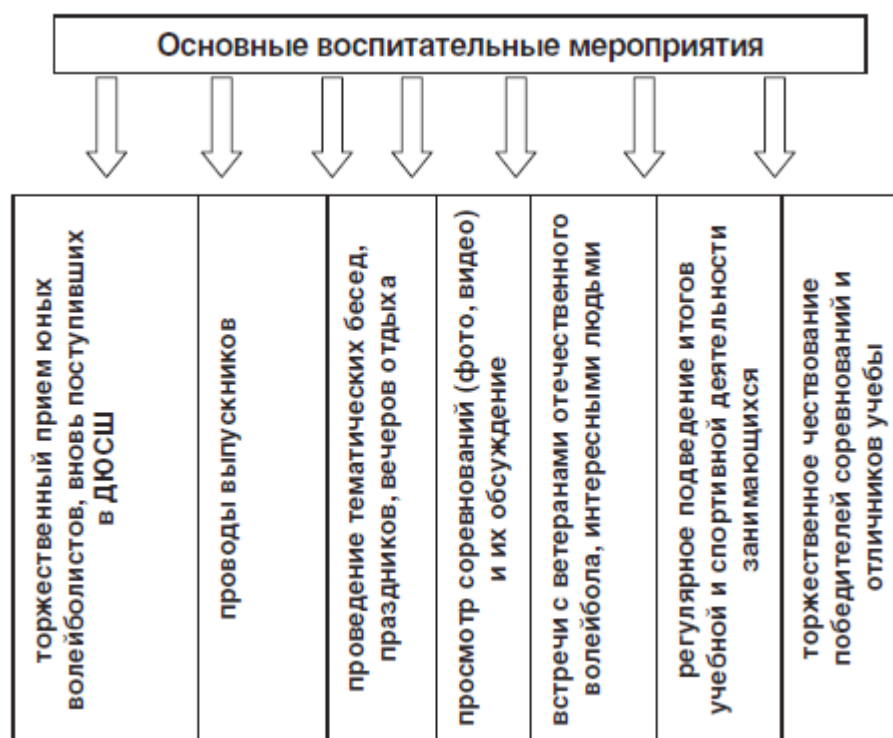 Основные воспитательные мероприятия
торжественный прием юных
волейболистов, вновь поступивших
в ДЮСШ
проводы выпускников
проведение тематических бесед,
праздников, вечеров отдыха
просмотр соревнований (фото, видео)
и их обсуждение
встречи с ветеранами отечественного
волейбола, интересными людьми
регулярное подведение итогов
учебной и спортивной деятельности
занимающихся
торжественное чествование
победителей соревнований и
отличников учебы